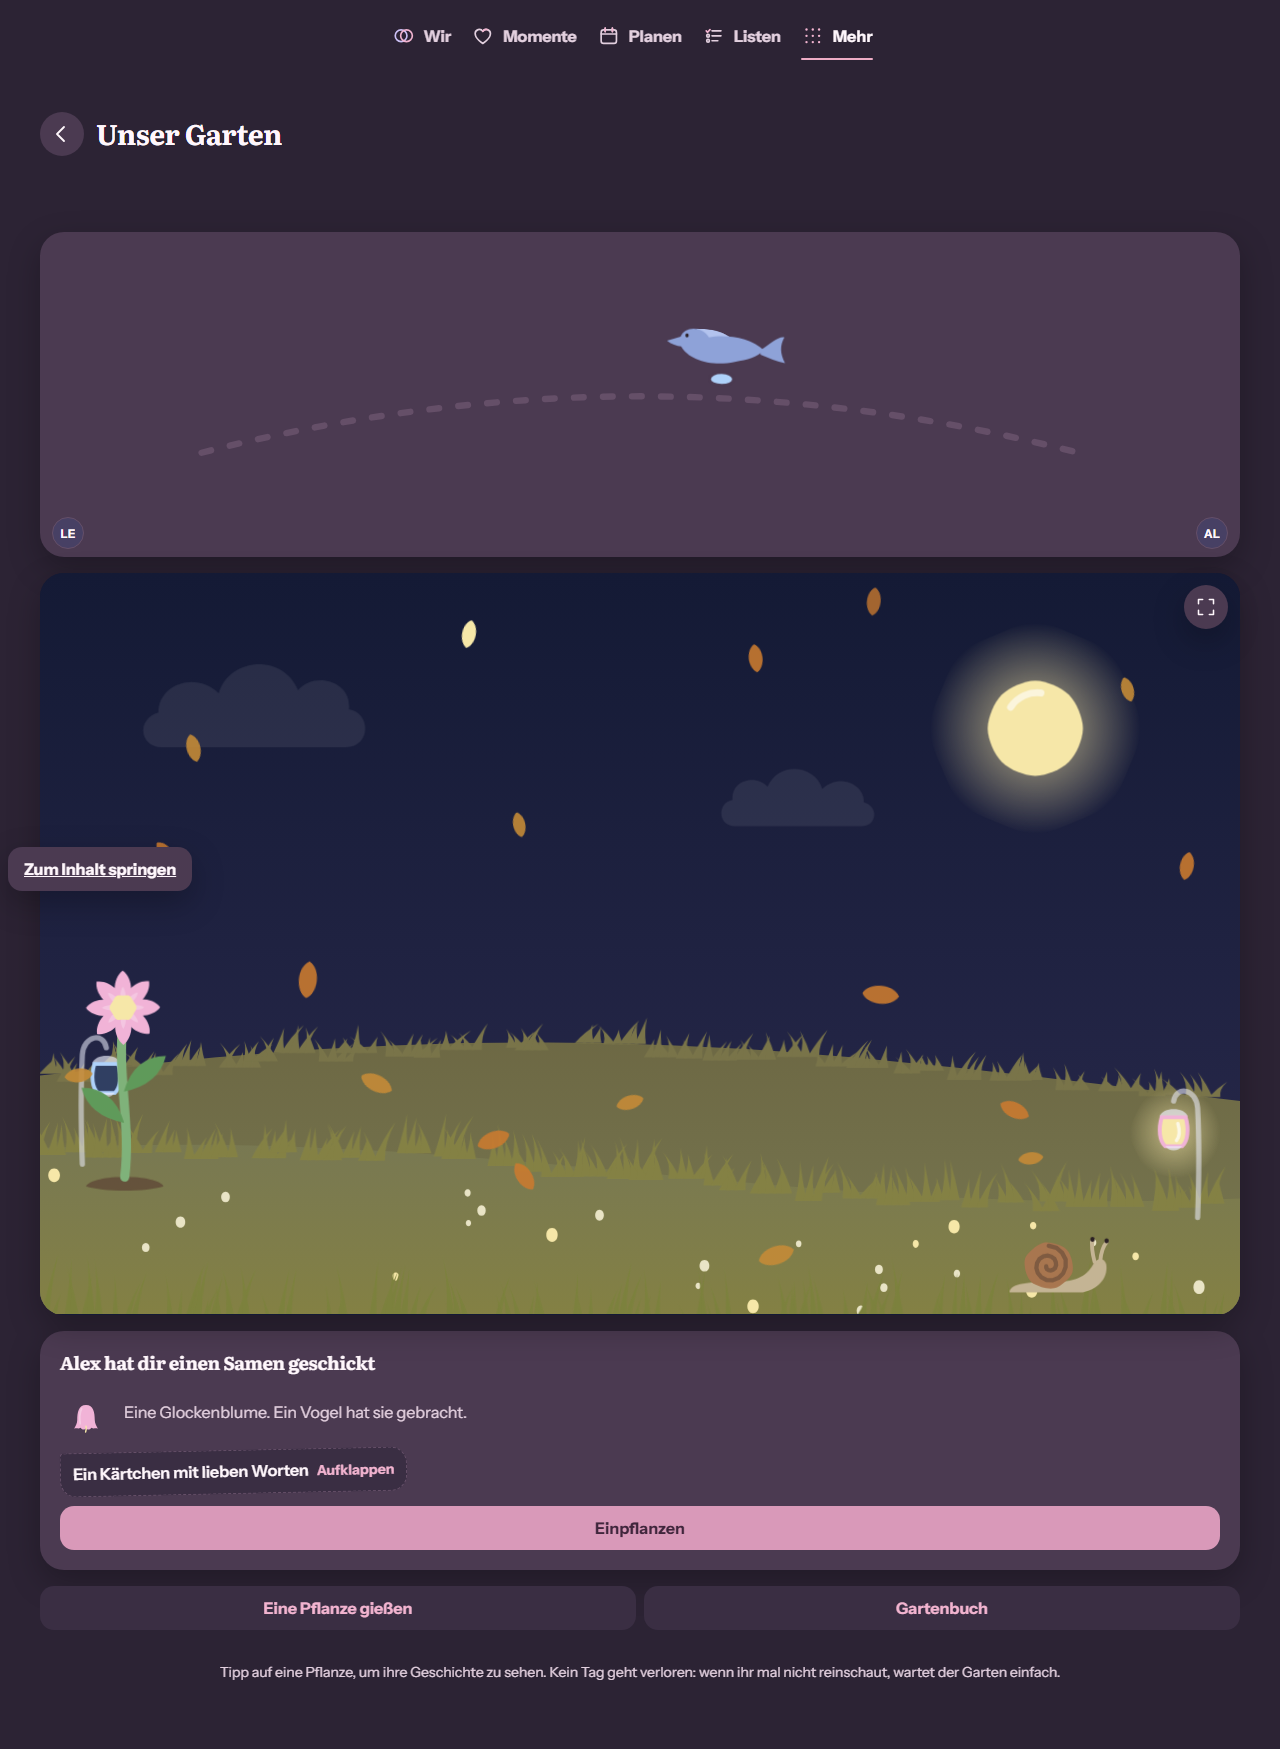 Wir Momente Planen Listen Mehr
Unser Garten
LE AL
Zum Inhalt springen
Alex hat dir einen Samen geschickt
Eine Glockenblume. Ein Vogel hat sie gebracht.
Ein Kärtchen mit lieben Worten Aufklappen
Einpflanzen
Eine Pflanze gießen Gartenbuch
Tipp auf eine Pflanze, um ihre Geschichte zu sehen. Kein Tag geht verloren: wenn ihr mal nicht reinschaut, wartet der Garten einfach.